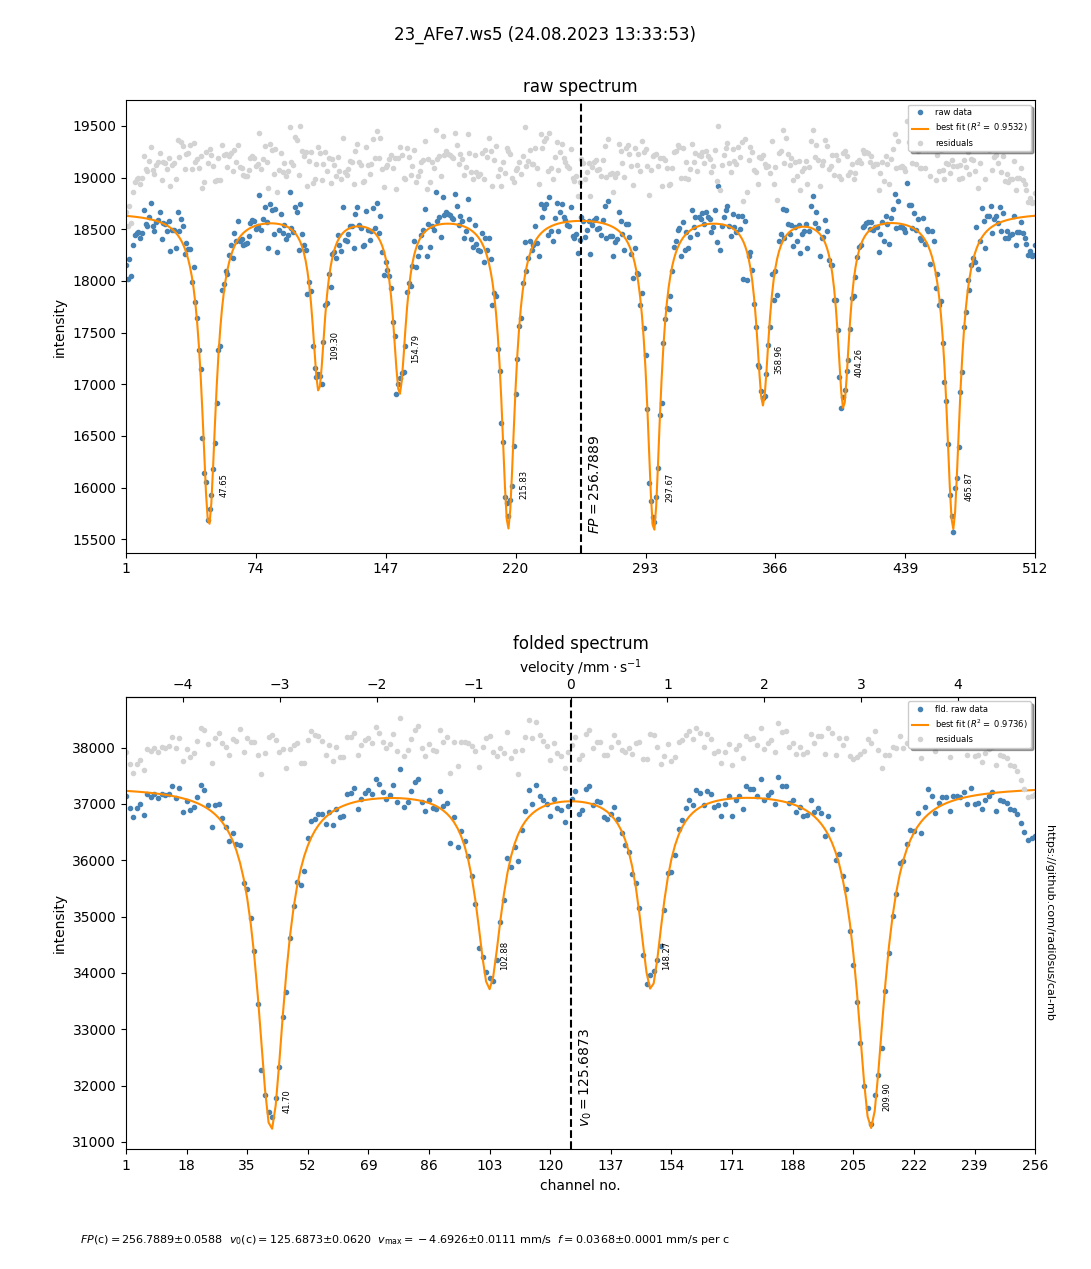 23_AFe7.ws5 (24.08.2023 13:33:53)
raw spectrum
19500
19000
18500
18000
17500
17000
16500
16000
15500
intensity
raw data
best fit (R² = 0.9532)
residuals
47.65
109.30
154.79
215.83
FP = 256.7889
297.67
358.96
404.26
465.87
1 74 147 220 293 366 439 512
folded spectrum
velocity /mm · s⁻¹
−4 −3 −2 −1 0 1 2 3 4
38000
37000
36000
35000
34000
33000
32000
31000
intensity
fld. raw data
best fit (R² = 0.9736)
residuals
41.70
102.88
v₀ = 125.6873
148.27
209.90
1 18 35 52 69 86 103 120 137 154 171 188 205 222 239 256
channel no.
https://github.com/radi0sus/cal-mb
FP(c) = 256.7889±0.0588 v₀(c) = 125.6873±0.0620 vmax = −4.6926±0.0111 mm/s f = 0.0368±0.0001 mm/s per c